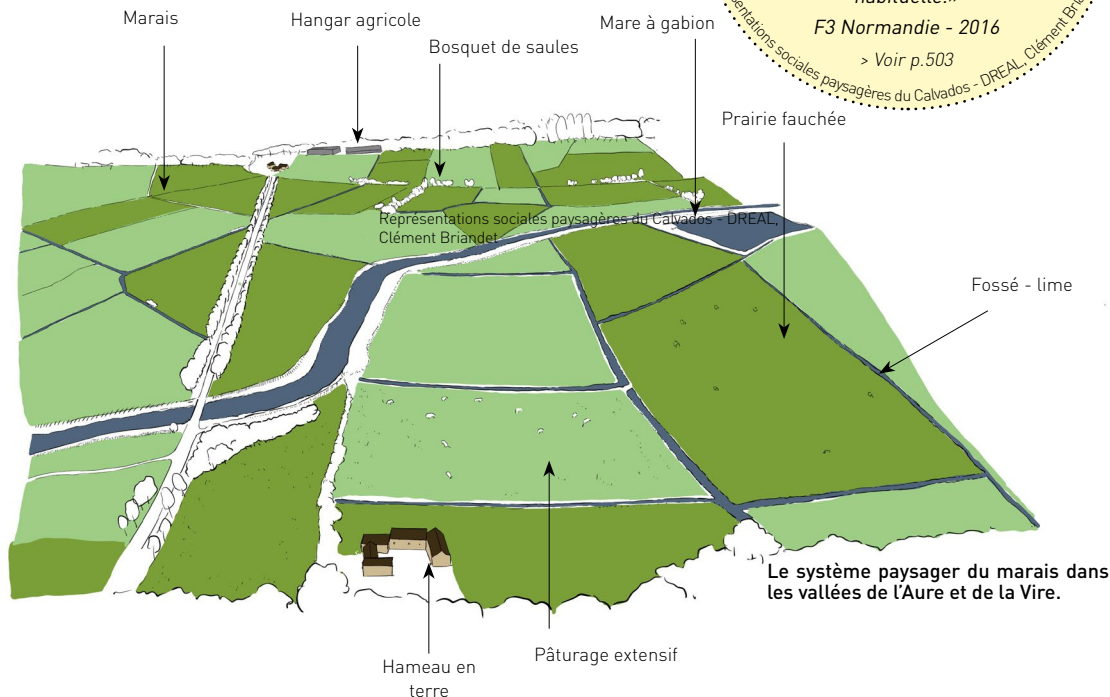 habituelle.»
F3 Normandie - 2016
> Voir p.503
sentations sociales paysagères du Calvados - DREAL, Clément Bria
Marais
Hangar agricole
Bosquet de saules
Mare à gabion
Prairie fauchée
Représentations sociales paysagères du Calvados - DREAL,
Clément Briandet
Fossé - lime
Le système paysager du marais dans
les vallées de l'Aure et de la Vire.
Pâturage extensif
Hameau en
terre